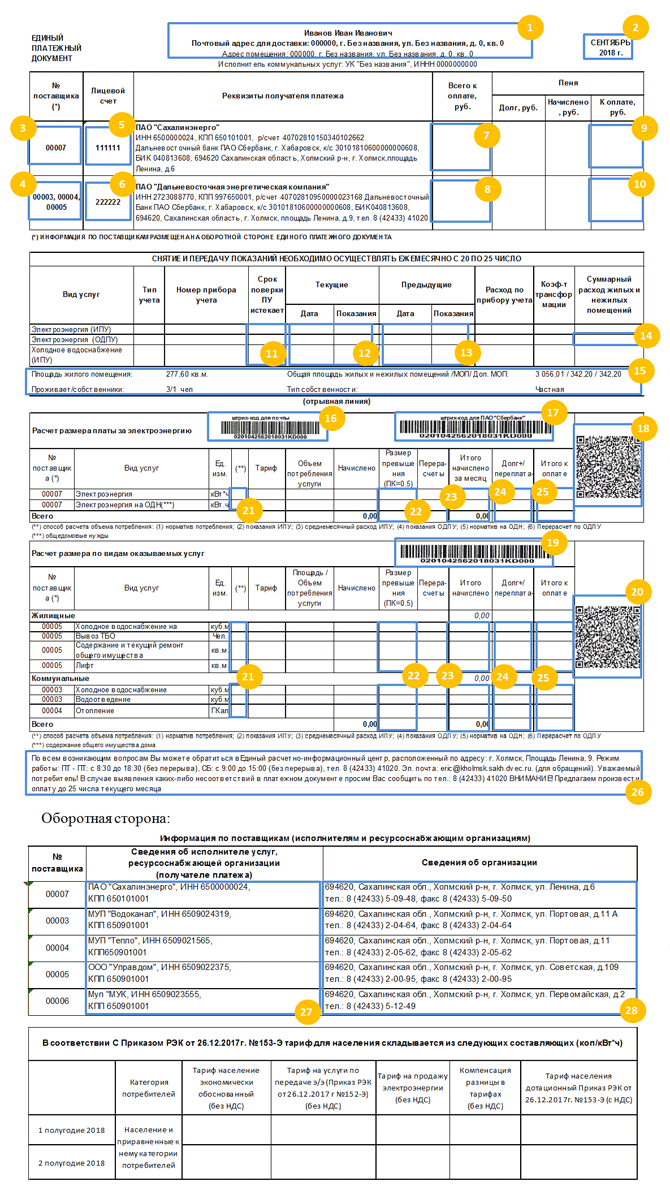 ЕДИНЫЙ
ПЛАТЕЖНЫЙ
ДОКУМЕНТ
Иванов Иван Иванович
Почтовый адрес для доставки: 000000, г. Без названия, ул. Без названия, д. 0, кв. 0
Адрес помещения: 000000, г. Без названия, ул. Без названия, д. 0, кв. 0
Исполнитель коммунальных услуг: УК "Без названия", ИННН 0000000000
1
СЕНТЯБРЬ
2018 г.
2
№ поставщика (*)
Лицевой счет
Реквизиты получателя платежа
Всего к оплате, руб.
Пеня
Долг, руб.
Начислено, руб.
К оплате, руб.
3
00007
5
111111
ПАО "Сахалинэнерго"
ИНН 6500000024, КПП 650101001, р/счет 40702810150340102662
Дальневосточный банк ПАО Сбербанк, г. Хабаровск, к/с 30101810600000000608,
БИК 040813608, 694620 Сахалинская область, Холмский р-н, г. Холмск,площадь
Ленина, д.6
7
9
4
00003, 00004, 00005
6
222222
ПАО "Дальневосточная энергетическая компания"
ИНН 2723088770, КПП 997650001, р/счет 40702810950000023168 Дальневосточный
Банк ПАО Сбербанк, г. Хабаровск, к/с 30101810600000000608, БИК040813608,
694620, Сахалинская область, г. Холмск, площадь Ленина, д.9, тел. 8 (42433) 41020
8
10
(*) ИНФОРМАЦИЯ ПО ПОСТАВЩИКАМ РАЗМЕЩЕНА НА ОБОРОТНОЙ СТОРОНЕ ЕДИНОГО ПЛАТЕЖНОГО ДОКУМЕНТА
СНЯТИЕ И ПЕРЕДАЧУ ПОКАЗАНИЙ НЕОБХОДИМО ОСУЩЕСТВЛЯТЬ ЕЖЕМЕСЯЧНО С 20 ПО 25 ЧИСЛО
Вид услуг
Тип учета
Номер прибора учета
Срок поверки ПУ истекает
Текущие
Предыдущие
Расход по прибору учета
Коэф-т трансформации
Суммарный расход жилых и нежилых помещений
Дата
Показания
Дата
Показания
Электроэнергия (ИПУ)
Электроэнергия (ОДПУ)
Холодное водоснабжение (ИПУ)
11
12
13
14
Площадь жилого помещения: 277,60 кв.м. Общая площадь жилых и нежилых помещений /МОП/ Доп. МОП: 3 056,01 / 342,20 / 342,20
15
Проживает/собственники: 3/1 чел Тип собственности: Частная
(отрывная линия)
Расчет размера платы за электроэнергию
штрих-код для почты
0201042562018031KD000
16
штрих-код для ПАО"Сбербанк"
0201042562018031KD000
17
18
№ поставщика (*)
Вид услуг
Ед. изм.
(**)
Тариф
Объем потребления услуги
Начислено
Размер превышения (ПК=0.5)
Перерасчеты
Итого начислено за месяц
Долг+/переплата-
Итого к оплате
00007 Электроэнергия кВт*ч
00007 Электроэнергия на ОДН(***) кВт.ч
21
22
23
24
25
Всего 0,00 0,00
(**) способ расчета объема потребления: (1) норматив потребления; (2) показания ИПУ; (3) среднемесячный расход ИПУ; (4) показания ОДПУ; (5) норматив на ОДН; (6) Перерасчет по ОДПУ
(***) общедомовые нужды
Расчет размера по видам оказываемых услуг
0201042562018031KD000
19
20
№ поставщика (*)
Вид услуг
Ед. изм.
(**)
Тариф
Площадь / Объем потребления услуги
Начислено
Размер превышения (ПК=0.5)
Перерасчеты
Итого начислено
Долг+/переплата-
Итого к оплате
Жилищные 0,00
00005 Холодное водоснабжение на куб.м
00005 Вывоз ТБО Чел.
00005 Содержание и текущий ремонт общего имущества кв.м
00005 Лифт кв.м
Коммунальные 0,00
21
22
23
24
25
00003 Холодное водоснабжение куб.м
00003 Водоотведение куб.м
00004 Отопление ГКал
Всего 0,00 0,00
(**) способ расчета объема потребления: (1) норматив потребления; (2) показания ИПУ; (3) среднемесячный расход ИПУ; (4) показания ОДПУ; (5) норматив на ОДН; (6) Перерасчет по ОДПУ
(***) содержание общего имущества дома
По всем возникающим вопросам Вы можете обратиться в Единый расчетно-информационный центр, расположенный по адресу: г. Холмск, Площадь Ленина, 9. Режим
работы: ПТ - ПТ: с 8:30 до 18:30 (без перерыва), СБ: с 9:00 до 15:00 (без перерыва), тел. 8 (42433) 41020. Эл. почта: eric@kholmsk.sakh.dvec.ru. (для обращений). Уважаемый
потребитель! В случае выявления каких-либо несоответствий в платежном документе просим Вас сообщить по тел.: 8 (42433) 41020 ВНИМАНИЕ! Предлагаем произвести
оплату до 25 числа текущего месяца
26
Оборотная сторона:
Информация по поставщикам (исполнителям и ресурсоснабжающим организациям)
№ поставщика
Сведения об исполнителе услуг, ресурсоснабжающей организации (получателе платежа)
Сведения об организации
00007
ПАО "Сахалинэнерго", ИНН 6500000024,
КПП 650101001
694620, Сахалинская обл., Холмский р-н, г. Холмск, ул. Ленина, д.6
тел.: 8 (42433) 5-09-48, факс 8 (42433) 5-09-50
00003
МУП "Водоканал", ИНН 6509024319,
КПП 650901001
694620, Сахалинская обл., Холмский р-н, г. Холмск, ул. Портовая, д.11 А
тел.: 8 (42433) 2-04-64, факс 8 (42433) 2-04-64
00004
МУП "Тепло", ИНН 6509021565,
КПП650901001
694620, Сахалинская обл., Холмский р-н, г. Холмск, ул. Портовая, д.11
тел.: 8 (42433) 2-05-62, факс 8 (42433) 2-05-62
00005
ООО "Управдом", ИНН 6509022375,
КПП 650901001
694620, Сахалинская обл., Холмский р-н, г. Холмск, ул. Советская, д.109
тел.: 8 (42433) 2-00-95, факс 8 (42433) 2-00-95
00006
Муп "МУК, ИНН 6509023555,
КПП 650901001
27
694620, Сахалинская обл., Холмский р-н, г. Холмск, ул. Первомайская, д.2
тел.: 8 (42433) 5-12-49
28
В соответствии С Приказом РЭК от 26.12.2017г. №153-Э тариф для населения складывается из следующих составляющих (коп/кВт*ч)
Категория потребителей
Тариф население экономически обоснованный (без НДС)
Тариф на услуги по передаче э/э (Приказ РЭК от 26.12.2017 г №152-Э) (без НДС)
Тариф на продажу электроэнергии (без НДС)
Компенсация разницы в тарифах (без НДС)
Тариф население дотационный Приказ РЭК от 26.12.2017г. №153-Э (с НДС)
1 полугодие 2018
Население и приравненные к нему категории потребителей
2 полугодие 2018